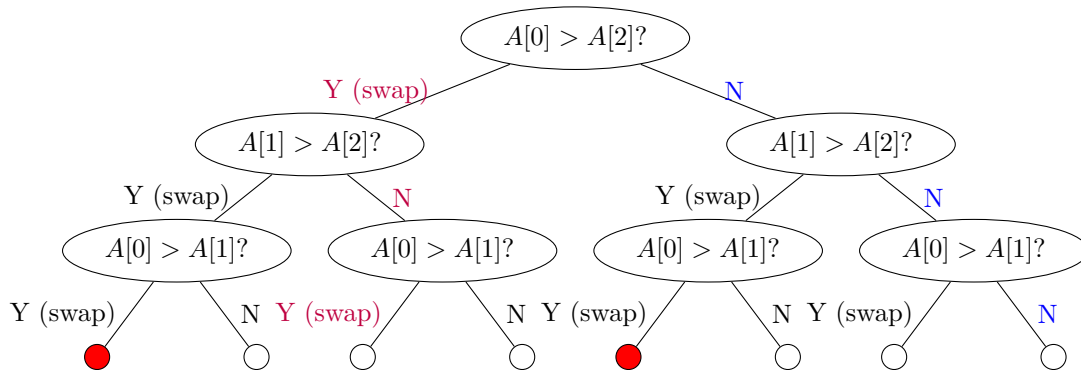 A[0] > A[2]?
Y (swap) N
A[1] > A[2]? A[1] > A[2]?
Y (swap) N Y (swap) N
A[0] > A[1]? A[0] > A[1]? A[0] > A[1]? A[0] > A[1]?
Y (swap) N Y (swap) N Y (swap) N Y (swap) N